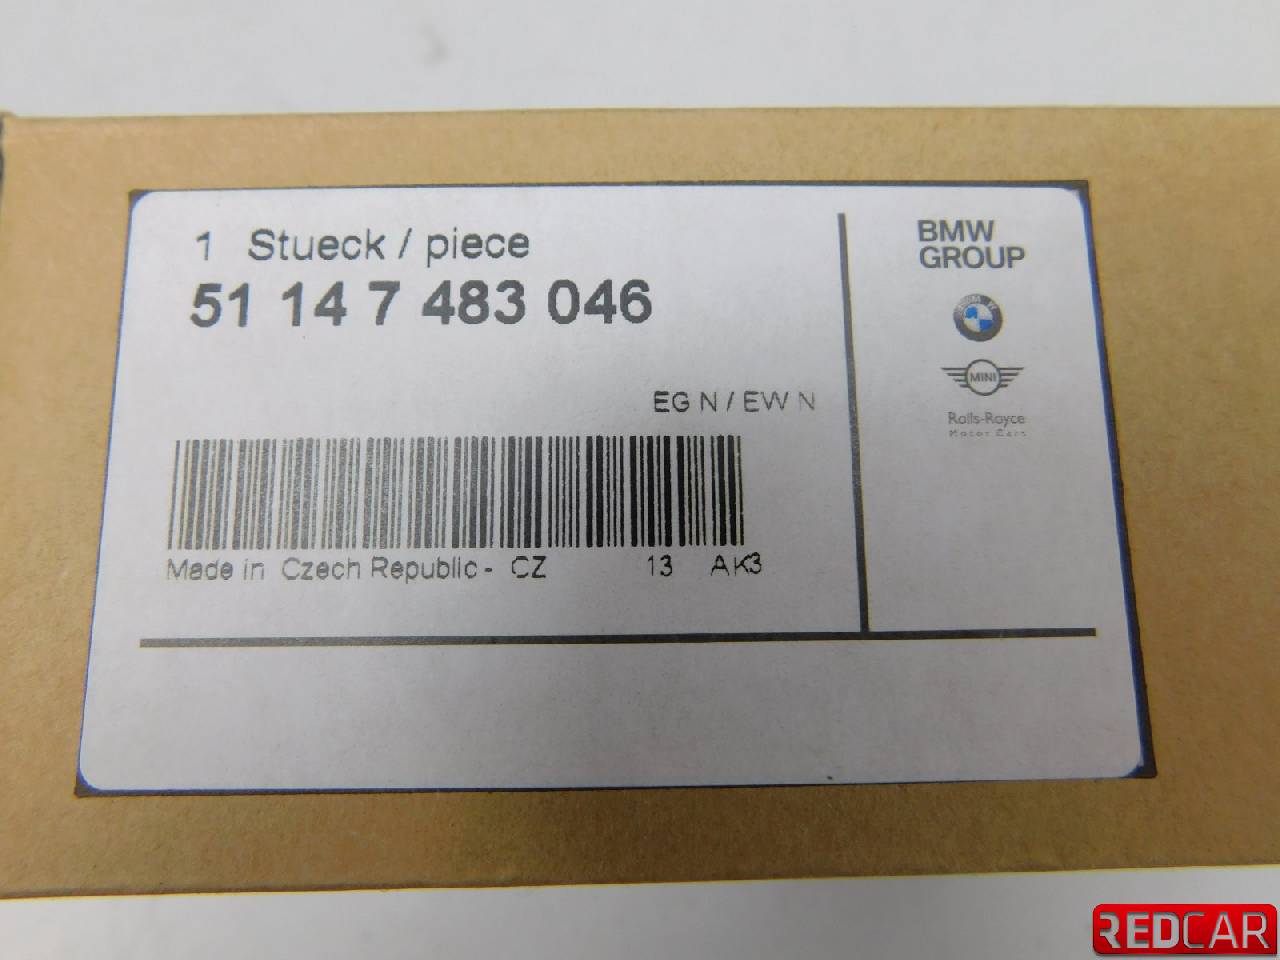 1 Stueck / piece
51 14 7 483 046
EG N / EW N
Made in Czech Republic - CZ 13 AK3
BMW
GROUP
MINI
Rolls-Royce
Motor Cars
REDCAR